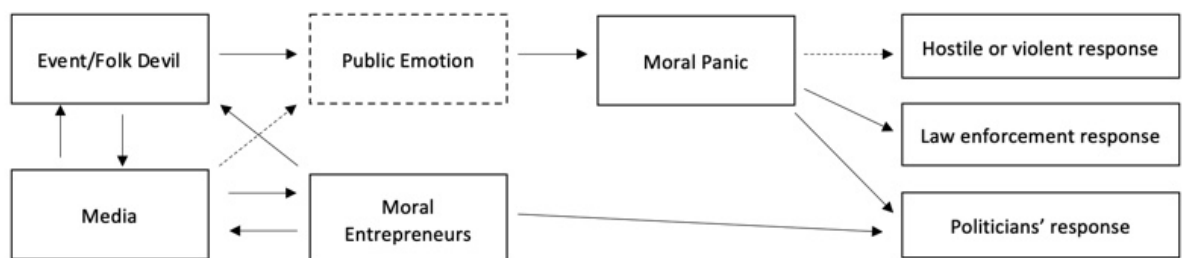 Event/Folk Devil
Public Emotion
Moral Panic
Hostile or violent response
Law enforcement response
Media
Moral
Entrepreneurs
Politicians’ response